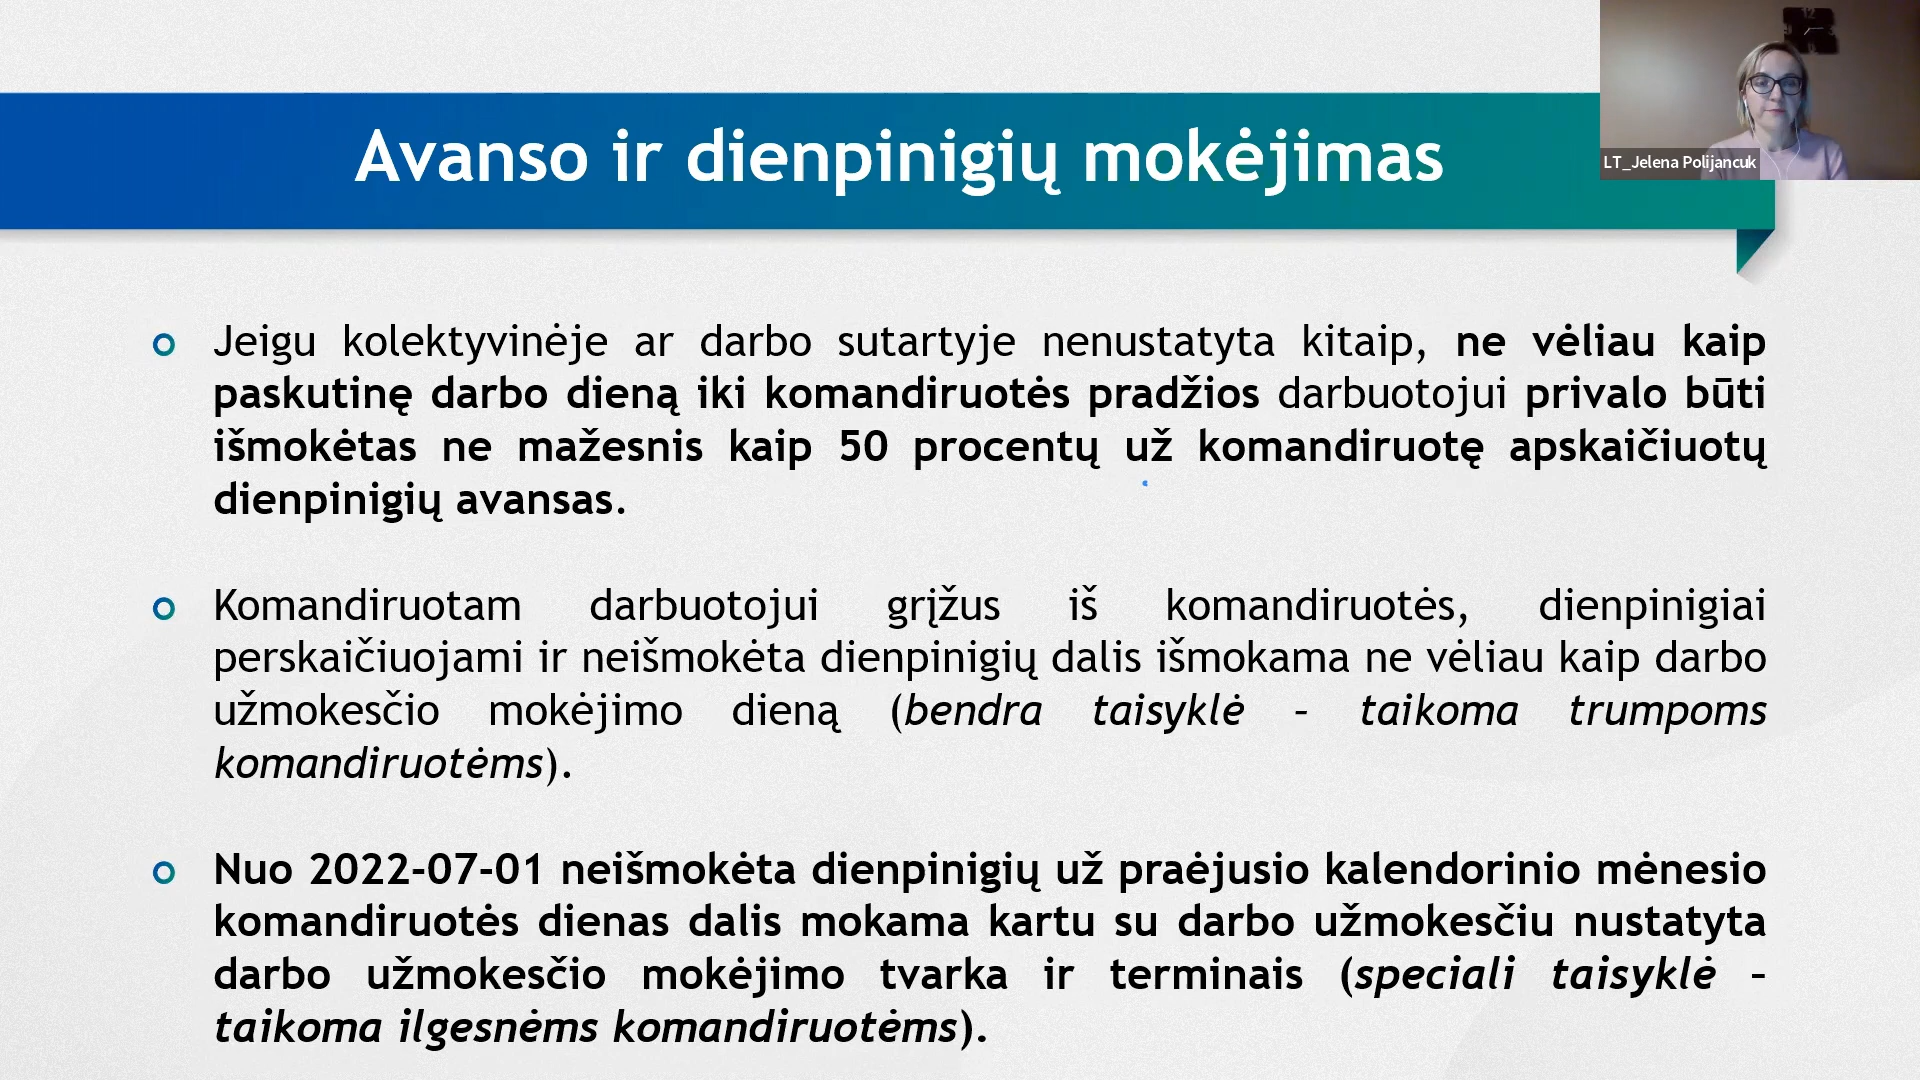 Avanso ir dienpinigių mokėjimas
LT_Jelena Polijancuk
Jeigu kolektyvinėje ar darbo sutartyje nenustatyta kitaip, ne vėliau kaip
paskutinę darbo dieną iki komandiruotės pradžios darbuotojui privalo būti
išmokėtas ne mažesnis kaip 50 procentų už komandiruotę apskaičiuotų
dienpinigių avansas.
Komandiruotam darbuotojui grįžus iš komandiruotės, dienpinigiai
perskaičiuojami ir neišmokėta dienpinigių dalis išmokama ne vėliau kaip darbo
užmokesčio mokėjimo dieną (bendra taisyklė – taikoma trumpoms
komandiruotėms).
Nuo 2022-07-01 neišmokėta dienpinigių už praėjusio kalendorinio mėnesio
komandiruotės dienas dalis mokama kartu su darbo užmokesčiu nustatyta
darbo užmokesčio mokėjimo tvarka ir terminais (speciali taisyklė –
taikoma ilgesnėms komandiruotėms).